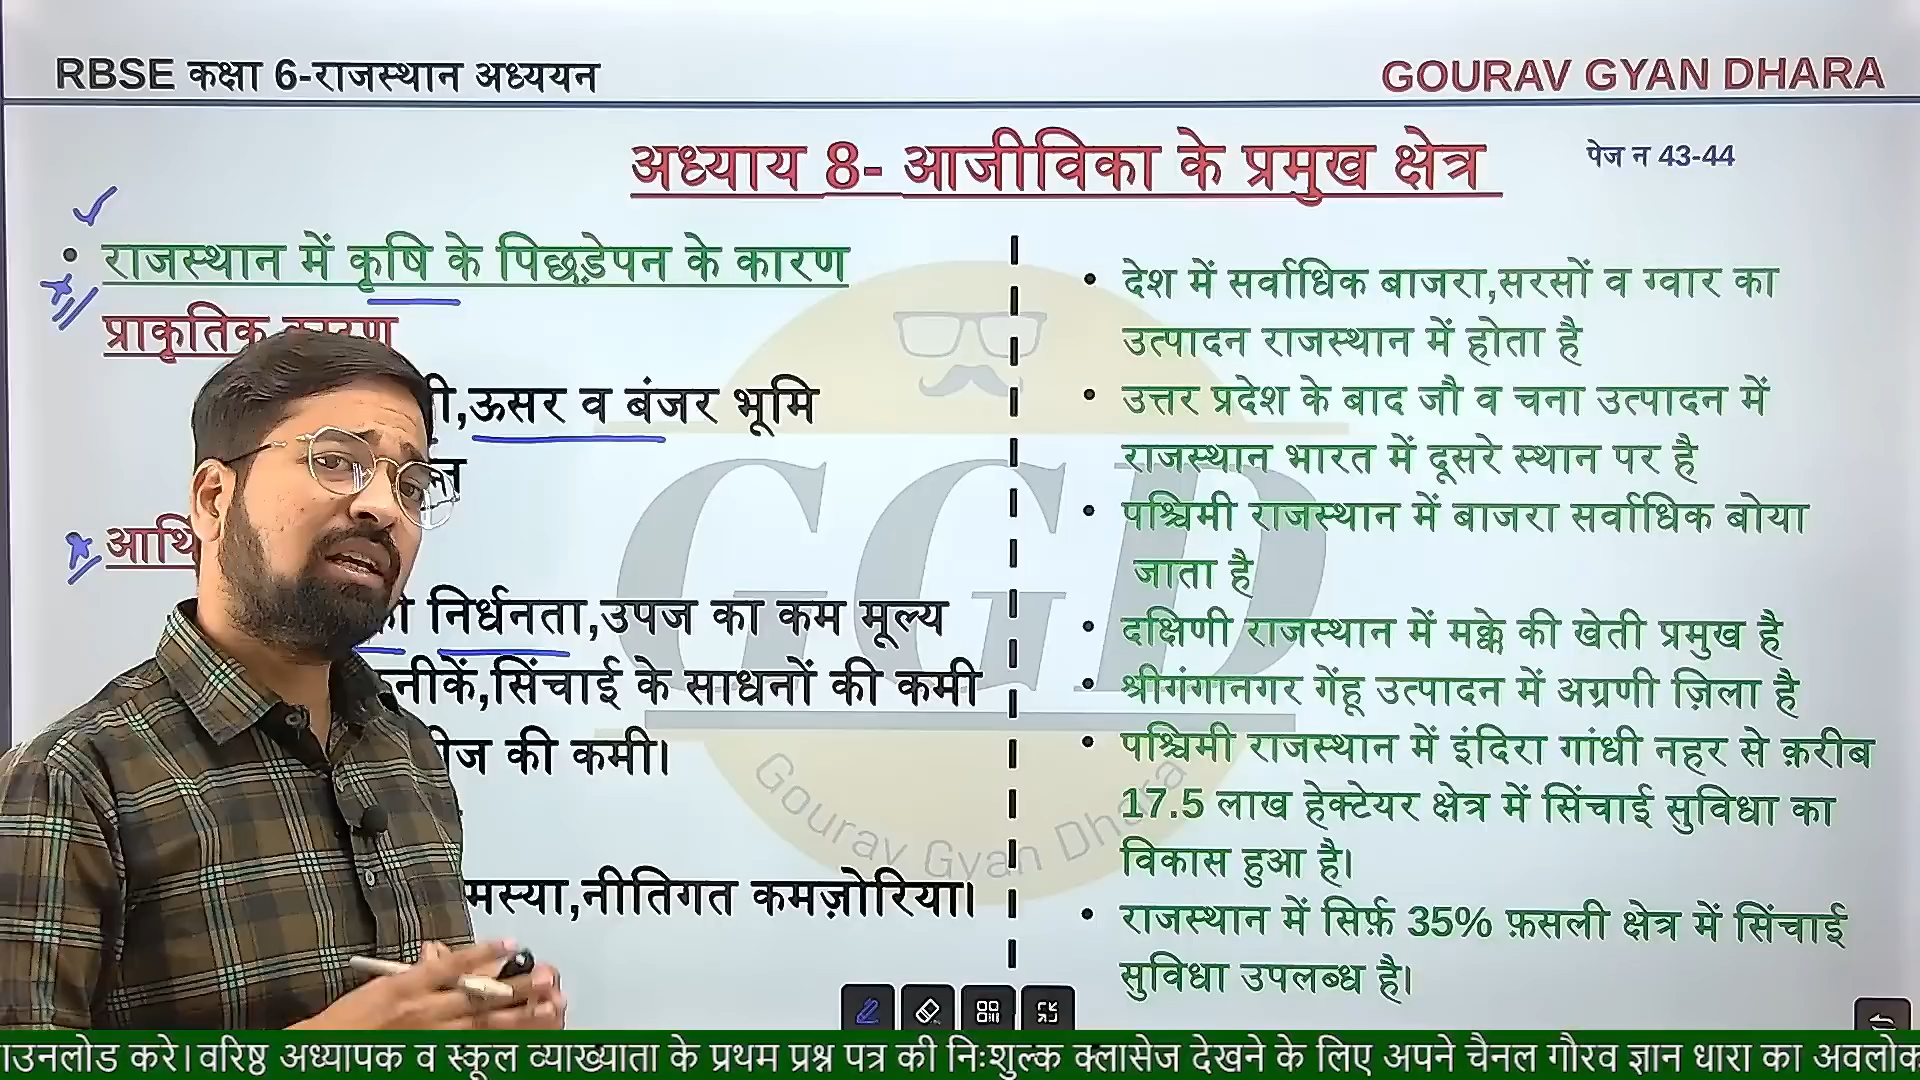 RBSE कक्षा 6-राजस्थान अध्ययन
GOURAV GYAN DHARA
अध्याय 8- आजीविका के प्रमुख क्षेत्र
पेज न 43-44
• राजस्थान में कृषि के पिछड़ेपन के कारण
प्राकृतिक कारण
,ऊसर व बंजर भूमि
निर्धनता,उपज का कम मूल्य
,सिंचाई के साधनों की कमी
की कमी।
,नीतिगत कमज़ोरिया।
• देश में सर्वाधिक बाजरा,सरसों व ग्वार का
उत्पादन राजस्थान में होता है
• उत्तर प्रदेश के बाद जौ व चना उत्पादन में
राजस्थान भारत में दूसरे स्थान पर है
• पश्चिमी राजस्थान में बाजरा सर्वाधिक बोया
जाता है
• दक्षिणी राजस्थान में मक्के की खेती प्रमुख है
• श्रीगंगानगर गेंहू उत्पादन में अग्रणी ज़िला है
• पश्चिमी राजस्थान में इंदिरा गांधी नहर से क़रीब
17.5 लाख हेक्टेयर क्षेत्र में सिंचाई सुविधा का
विकास हुआ है।
• राजस्थान में सिर्फ़ 35% फ़सली क्षेत्र में सिंचाई
सुविधा उपलब्ध है।
GGD
Gourav Gyan Dhara
करे। वरिष्ठ अध्यापक व स्कूल व्याख्याता के प्रथम प्रश्न पत्र की निःशुल्क क्लासेज देखने के लिए अपने चैनल गौरव ज्ञान धारा का